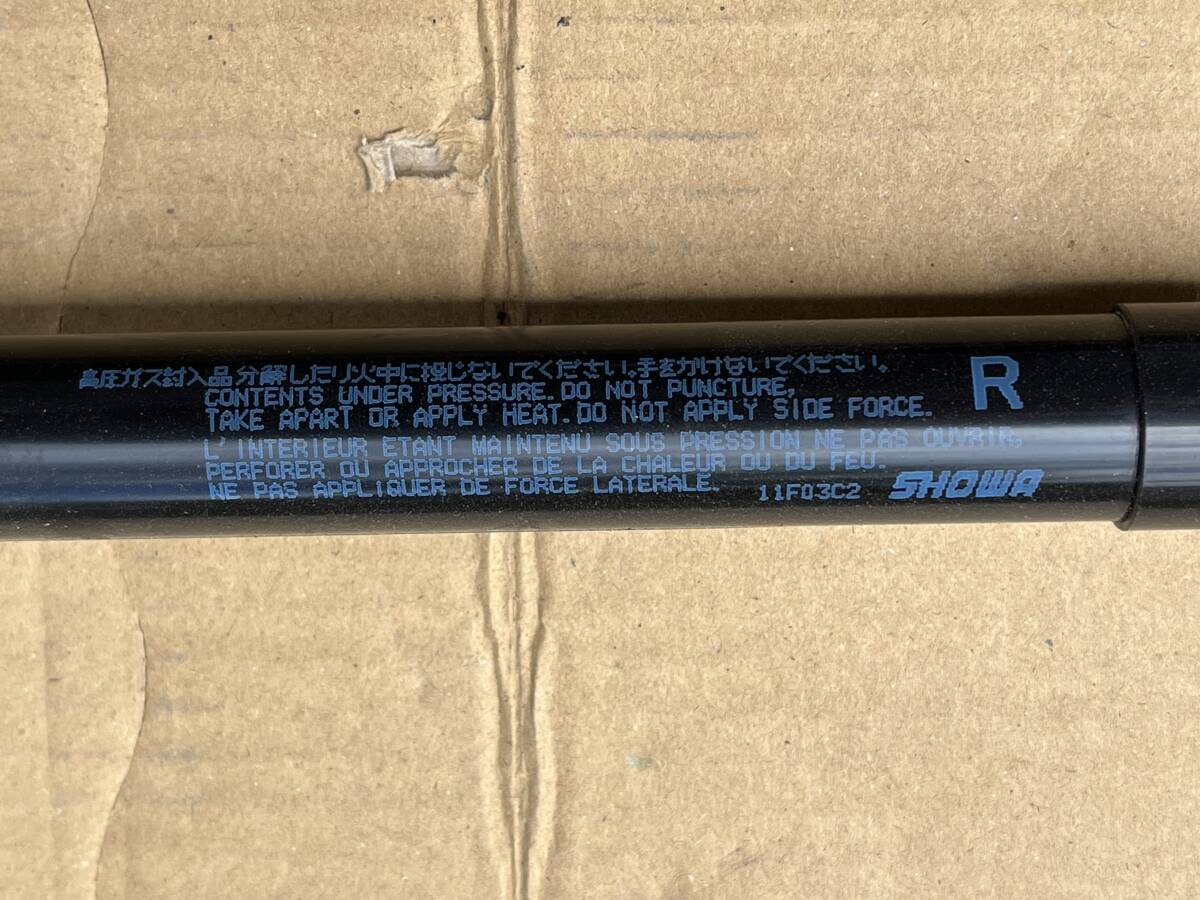 高圧ガス封入品分解したり火中に投じないでください。手をかけないでください。
CONTENTS UNDER PRESSURE. DO NOT PUNCTURE,
TAKE APART OR APPLY HEAT. DO NOT APPLY SIDE FORCE.
R
L'INTERIEUR ETANT MAINTENU SOUS PRESSION NE PAS OUVRIR,
PERFORER OU APPROCHER DE LA CHALEUR OU DU FEU.
NE PAS APPLIQUER DE FORCE LATERALE.
11F03C2 SHOWA